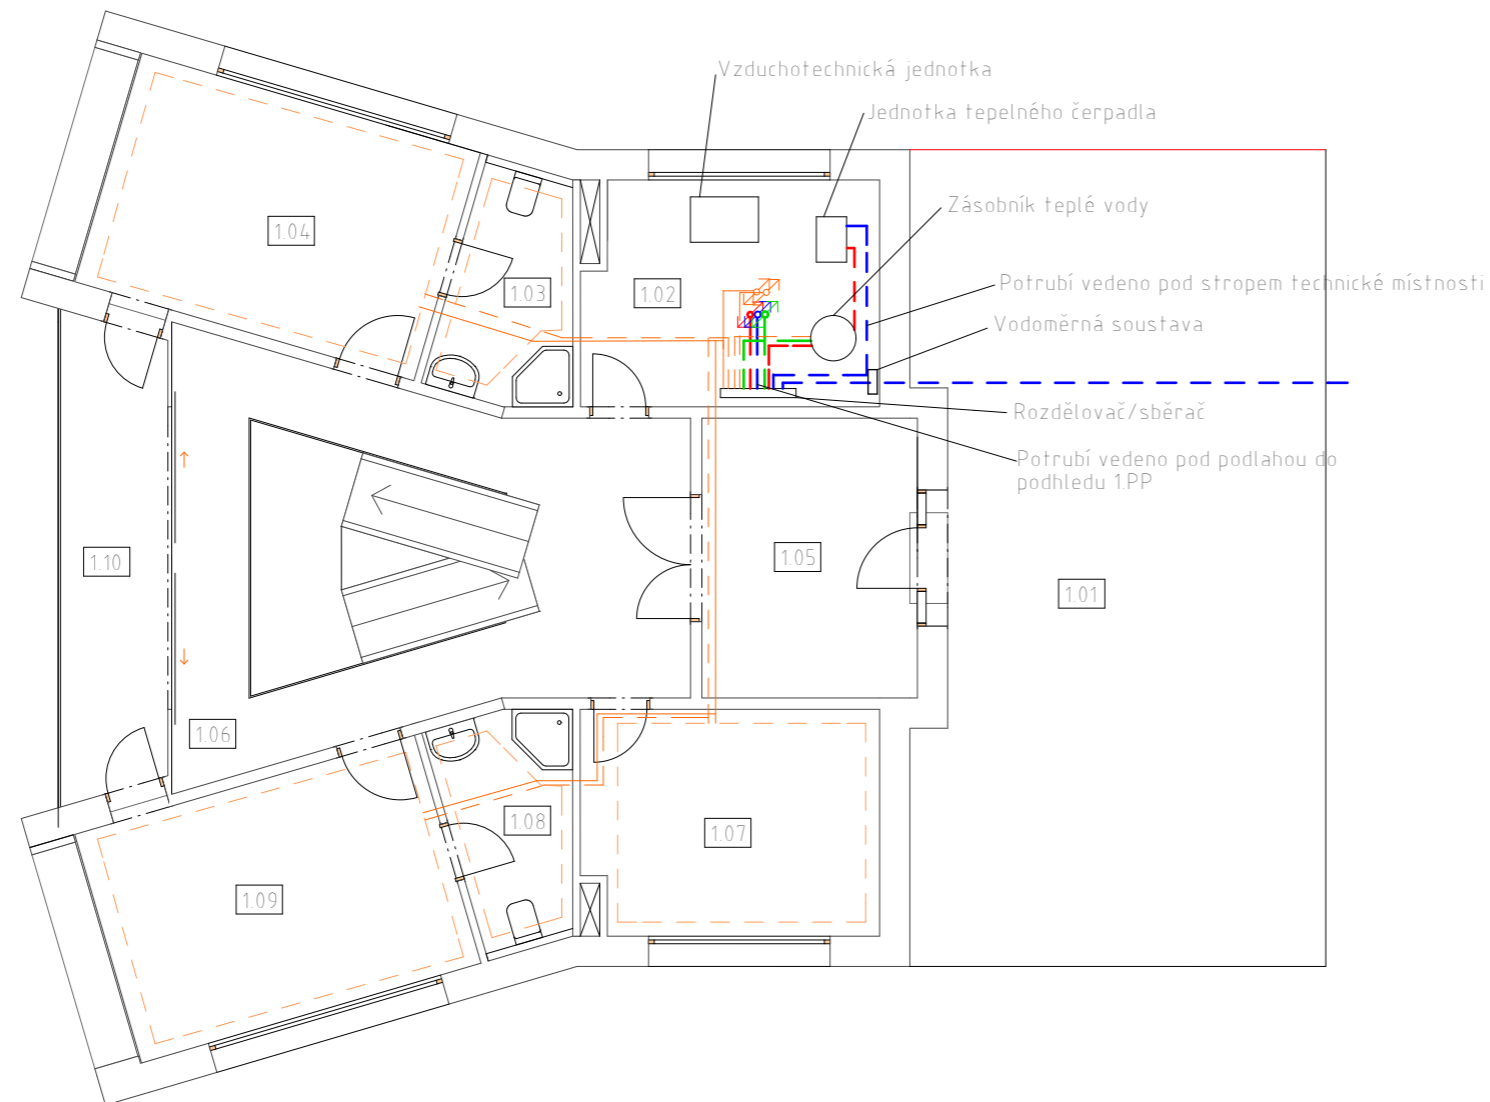 Vzduchotechnická jednotka
Jednotka tepelného čerpadla
Zásobník teplé vody
1.04
1.03
1.02
Potrubí vedeno pod stropem technické místnosti
Vodoměrná soustava
Rozdělovač/sběrač
Potrubí vedeno pod podlahou do
podhledu 1.PP
1.10
1.05
1.01
1.06
1.08
1.07
1.09